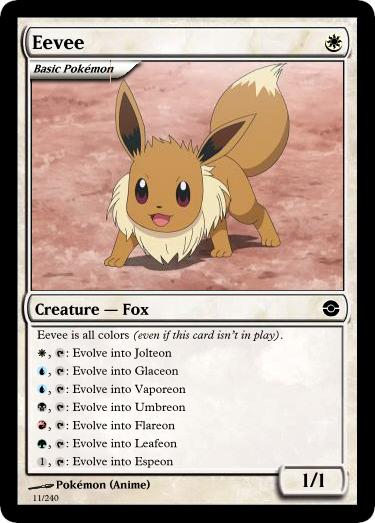 Eevee
Basic Pokémon
Creature — Fox
Eevee is all colors (even if this card isn't in play).
, : Evolve into Jolteon
, : Evolve into Glaceon
, : Evolve into Vaporeon
, : Evolve into Umbreon
, : Evolve into Flareon
, : Evolve into Leafeon
1, : Evolve into Espeon
1/1
Pokémon (Anime)
11/240